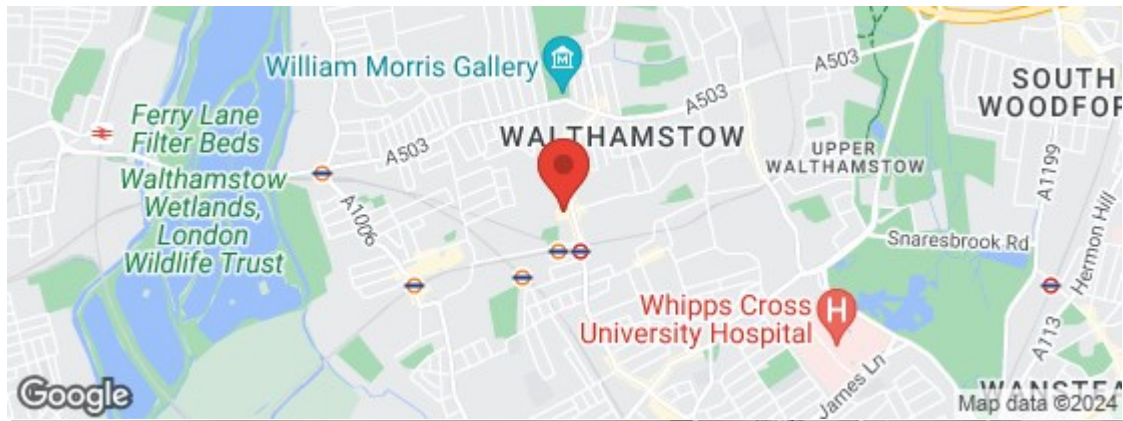 William Morris Gallery
A503
A503
SOUTH
WOODFOR
Ferry Lane
Filter Beds
WALTHAMSTOW
A503
UPPER
WALTHAMSTOW
A1199
Walthamstow
Wetlands,
London
Wildlife Trust
A1006
Snaresbrook Rd
Hermon Hill
Whipps Cross
University Hospital
H
A113
James Ln
WANSTEA
Google
Map data ©2024